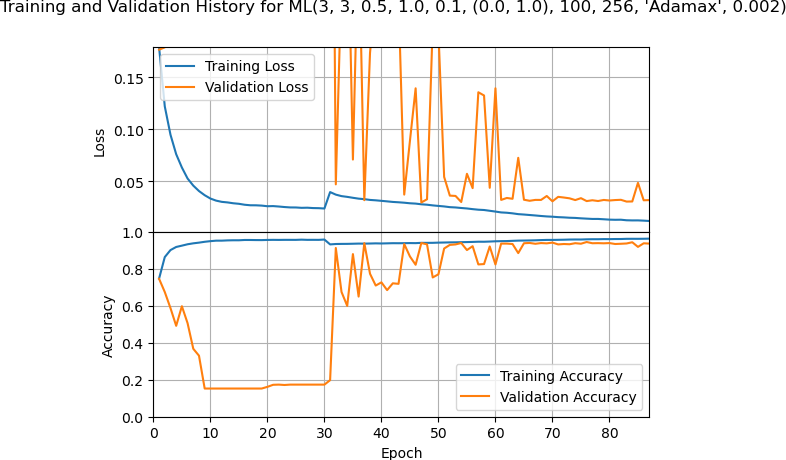 Training and Validation History for ML(3, 3, 0.5, 1.0, 0.1, (0.0, 1.0), 100, 256, 'Adamax', 0.002)
Training Loss
Validation Loss
0.15
0.10
0.05
Loss
1.0
0.8
0.6
0.4
0.2
0.0
Accuracy
Training Accuracy
Validation Accuracy
0 10 20 30 40 50 60 70 80
Epoch